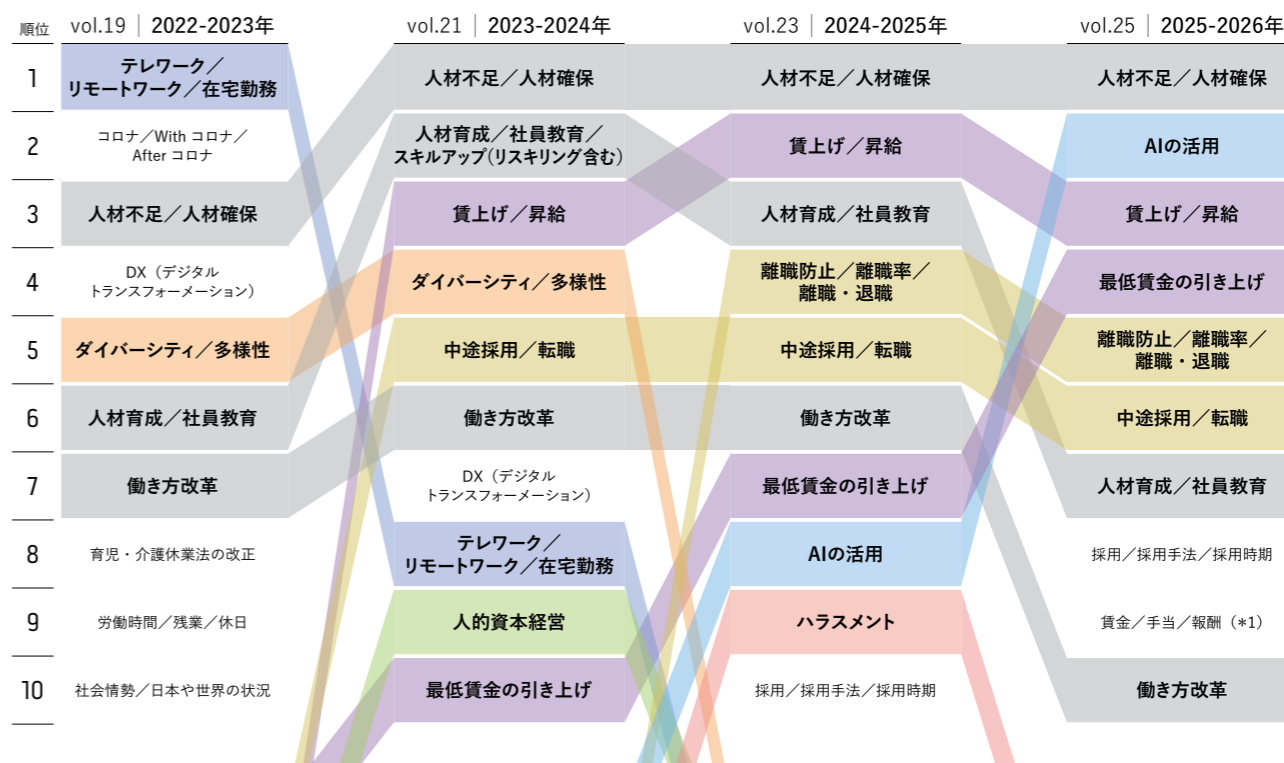 順位
vol.19 | 2022-2023年
vol.21 | 2023-2024年
vol.23 | 2024-2025年
vol.25 | 2025-2026年
1
テレワーク／
リモートワーク／在宅勤務
人材不足／人材確保
人材不足／人材確保
人材不足／人材確保
2
コロナ／With コロナ／
After コロナ
人材育成／社員教育／
スキルアップ(リスキリング含む)
賃上げ／昇給
AIの活用
3
人材不足／人材確保
賃上げ／昇給
人材育成／社員教育
賃上げ／昇給
4
DX（デジタル
トランスフォーメーション）
ダイバーシティ／多様性
離職防止／離職率／
離職・退職
最低賃金の引き上げ
5
ダイバーシティ／多様性
中途採用／転職
中途採用／転職
離職防止／離職率／
離職・退職
6
人材育成／社員教育
働き方改革
働き方改革
中途採用／転職
7
働き方改革
DX（デジタル
トランスフォーメーション）
最低賃金の引き上げ
人材育成／社員教育
8
育児・介護休業法の改正
テレワーク／
リモートワーク／在宅勤務
AIの活用
採用／採用手法／採用時期
9
労働時間／残業／休日
人的資本経営
ハラスメント
賃金／手当／報酬（*1）
10
社会情勢／日本や世界の状況
最低賃金の引き上げ
採用／採用手法／採用時期
働き方改革